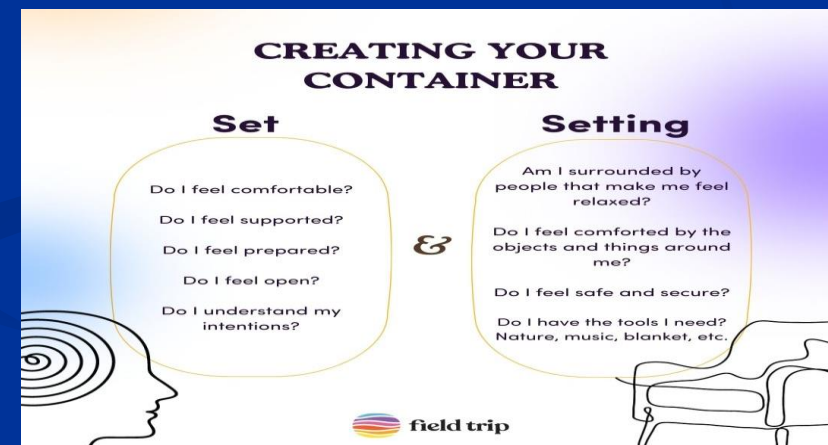 CREATING YOUR
CONTAINER
Set
Do I feel comfortable?
Do I feel supported?
Do I feel prepared?
Do I feel open?
Do I understand my
intentions?
&
Setting
Am I surrounded by
people that make me feel
relaxed?
Do I feel comforted by the
objects and things around
me?
Do I feel safe and secure?
Do I have the tools I need?
Nature, music, blanket, etc.
field trip